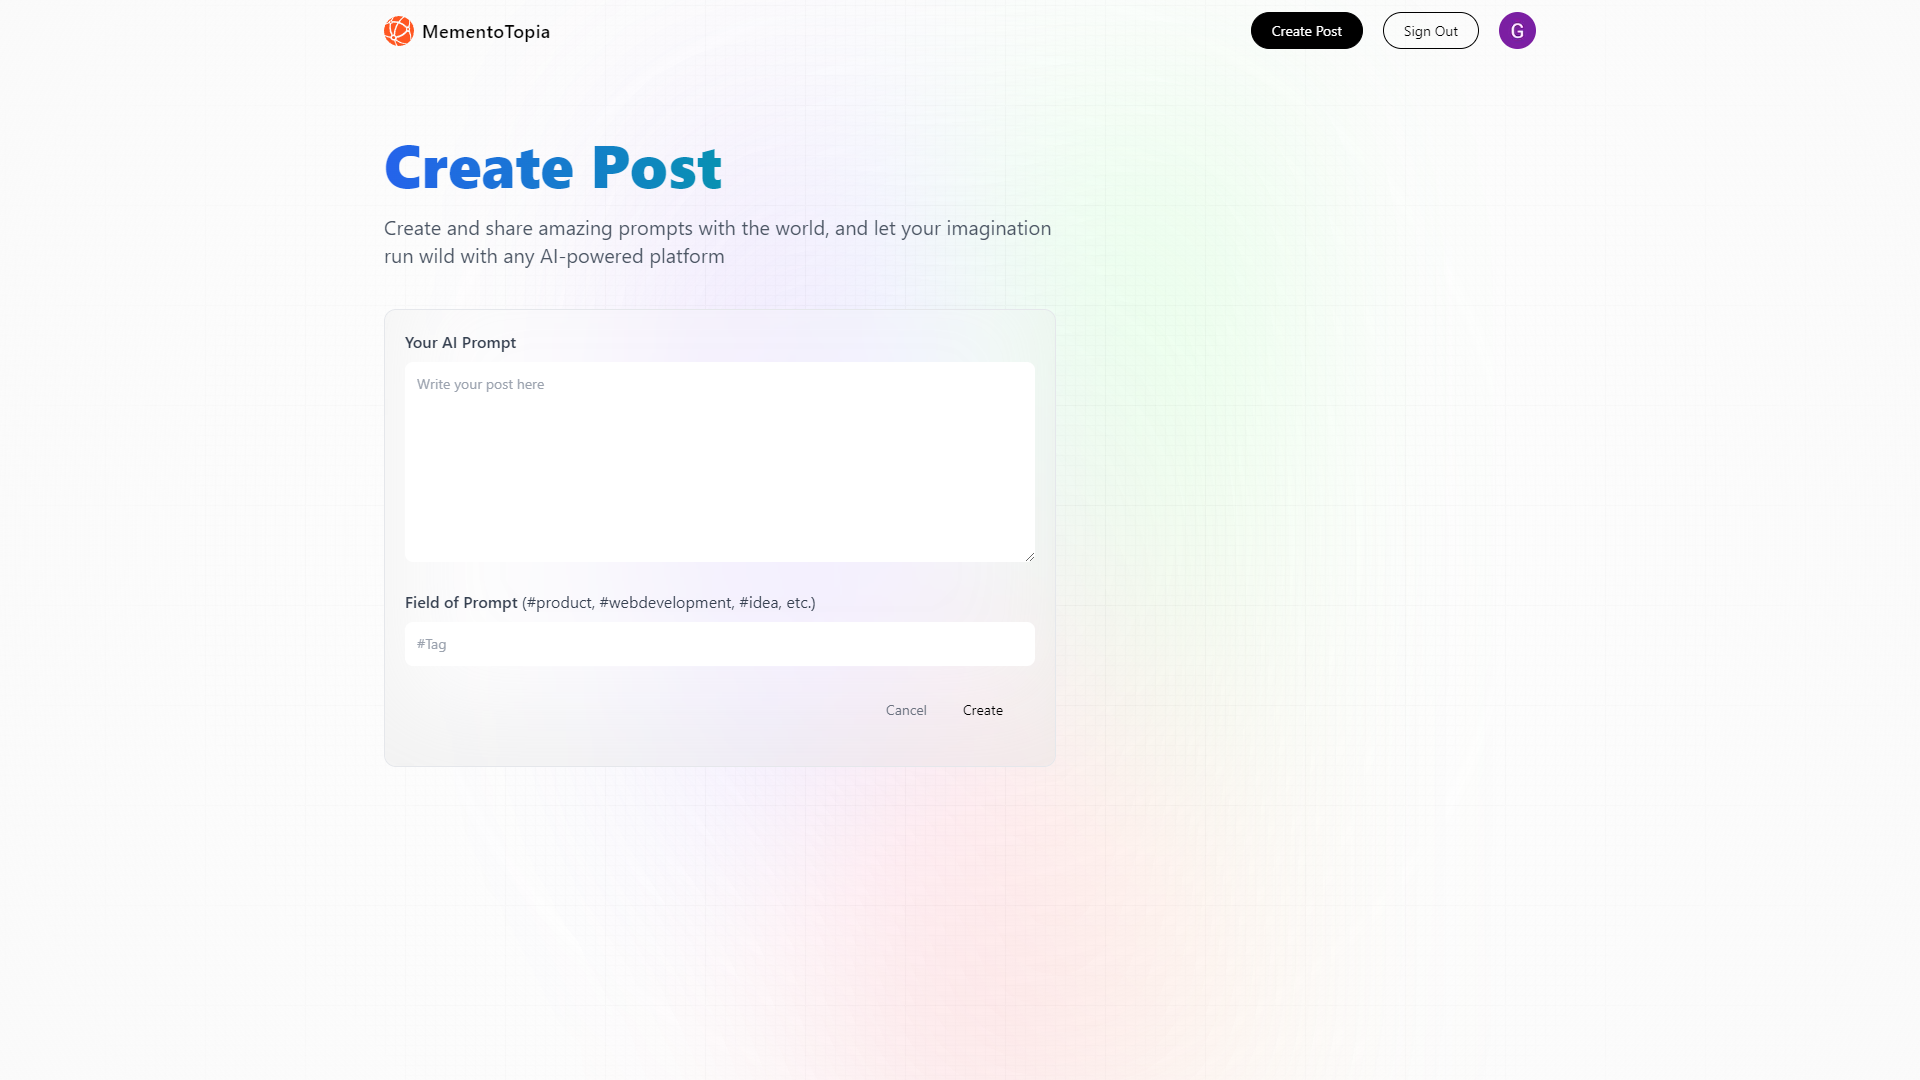 MementoTopia
Create Post
Sign Out
G
Create Post
Create and share amazing prompts with the world, and let your imagination
run wild with any AI-powered platform
Your AI Prompt
Write your post here
Field of Prompt (#product, #webdevelopment, #idea, etc.)
#Tag
Cancel
Create